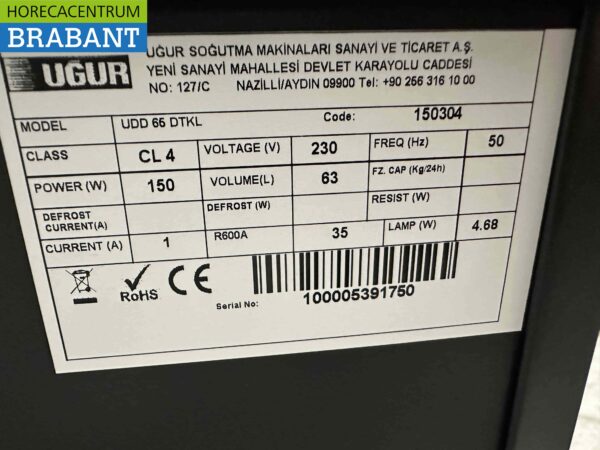 HORECACENTRUM
BRABANT
UĞUR
UĞUR SOĞUTMA MAKİNALARI SANAYİ VE TİCARET A.Ş.
YENİ SANAYİ MAHALLESİ DEVLET KARAYOLU CADDESİ
NO: 127/C NAZİLLİ/AYDIN 09900 Tel: +90 256 316 10 00
MODEL UDD 66 DTKL Code: 150304
CLASS CL 4 VOLTAGE (V) 230 FREQ (Hz) 50
POWER (W) 150 VOLUME(L) 63 FZ. CAP (Kg/24h)
DEFROST CURRENT(A) DEFROST (W) RESIST (W)
CURRENT (A) 1 R600A 35 LAMP (W) 4.68
RoHS CE
Serial No: 100005391750